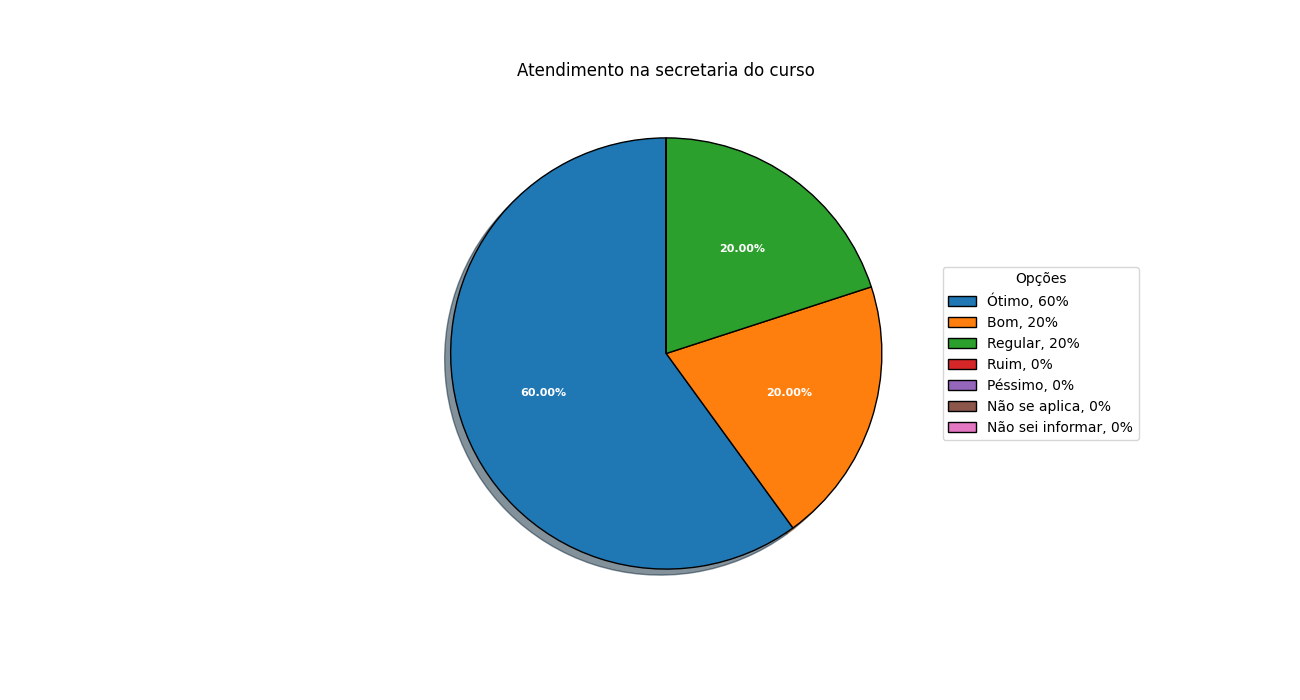 Atendimento na secretaria do curso
20.00%
60.00%
20.00%
Opções
Ótimo, 60%
Bom, 20%
Regular, 20%
Ruim, 0%
Péssimo, 0%
Não se aplica, 0%
Não sei informar, 0%